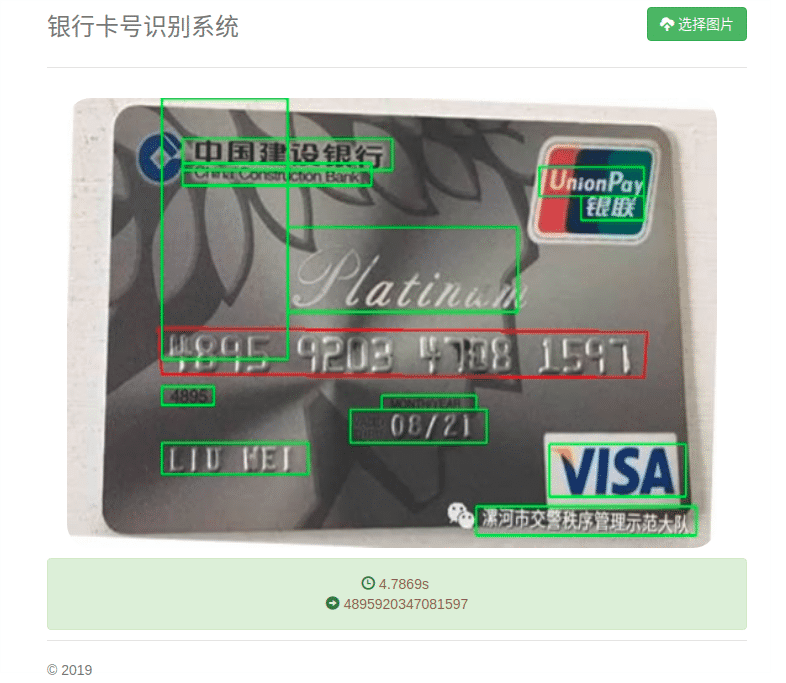 银行卡号识别系统
选择图片
中国建设银行
China Construction Bank
UnionPay
银联
Platinum
4895 9203 4708 1597
4895
MONTH/YEAR
08/21
LIU WEI
VISA
漯河市交警秩序管理示范大队
4.7869s
4895920347081597
© 2019